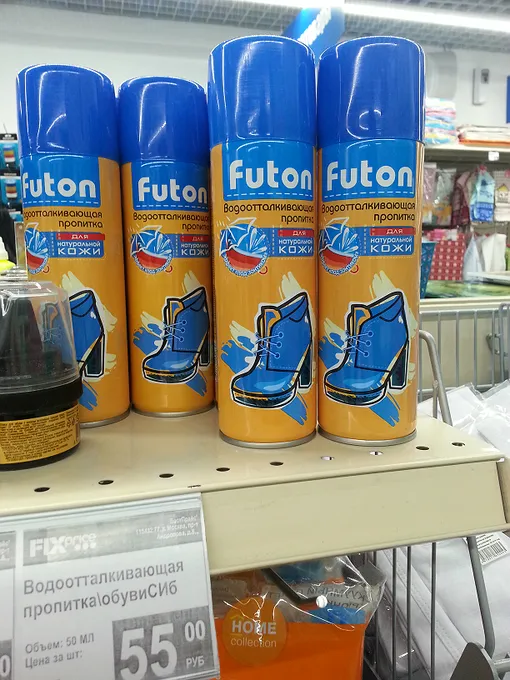 Futon
Водоотталкивающая
пропитка
для
натуральной
кожи
Futon
Водоотталкивающая
пропитка
для
натуральной
кожи
Futon
Водоотталкивающая
пропитка
для
натуральной
кожи
Futon
Водоотталкивающая
пропитка
для
натуральной
кожи
FIX price
Водоотталкивающая
пропитка\обувиСИб
Объем: 50 МЛ
Цена за шт:
55 00
РУБ
HOME
collection